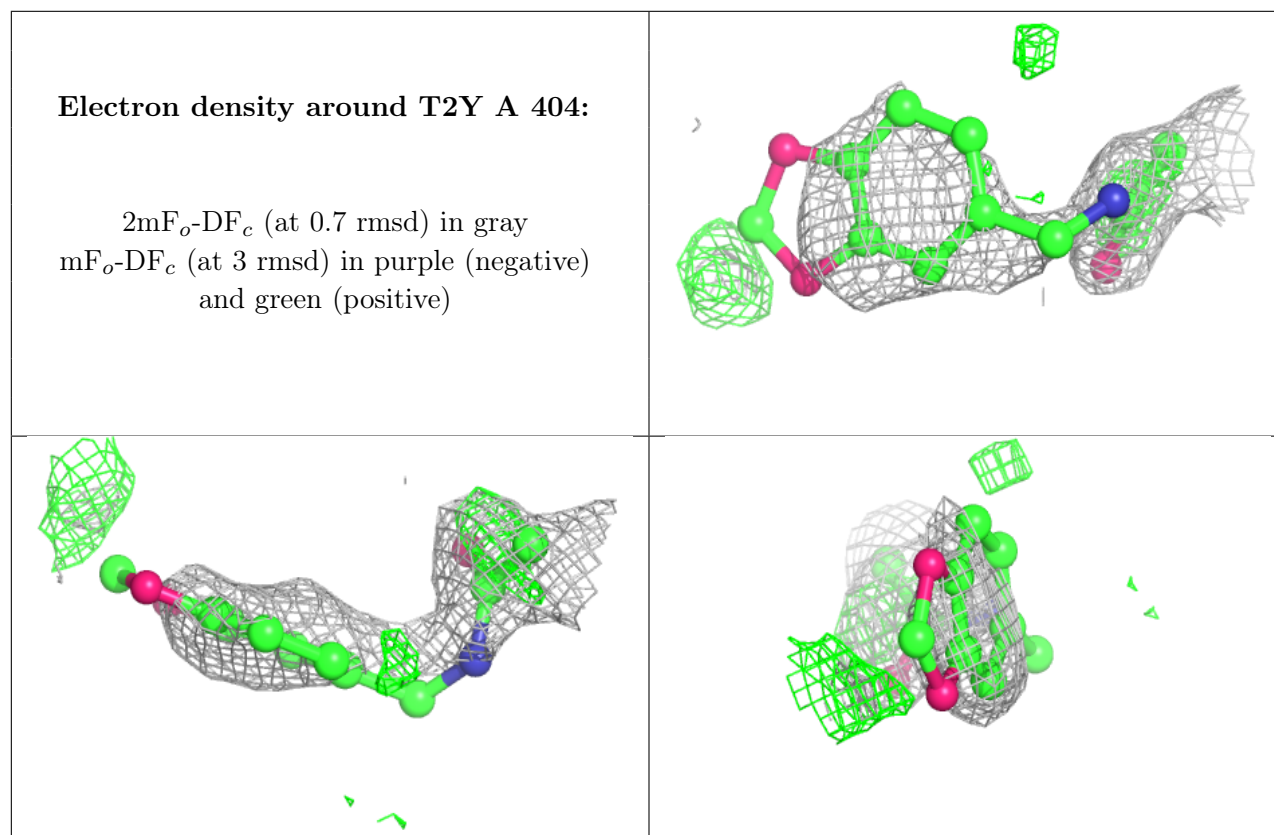 Electron density around T2Y A 404:
2mFo-DFc (at 0.7 rmsd) in gray
mFo-DFc (at 3 rmsd) in purple (negative)
and green (positive)